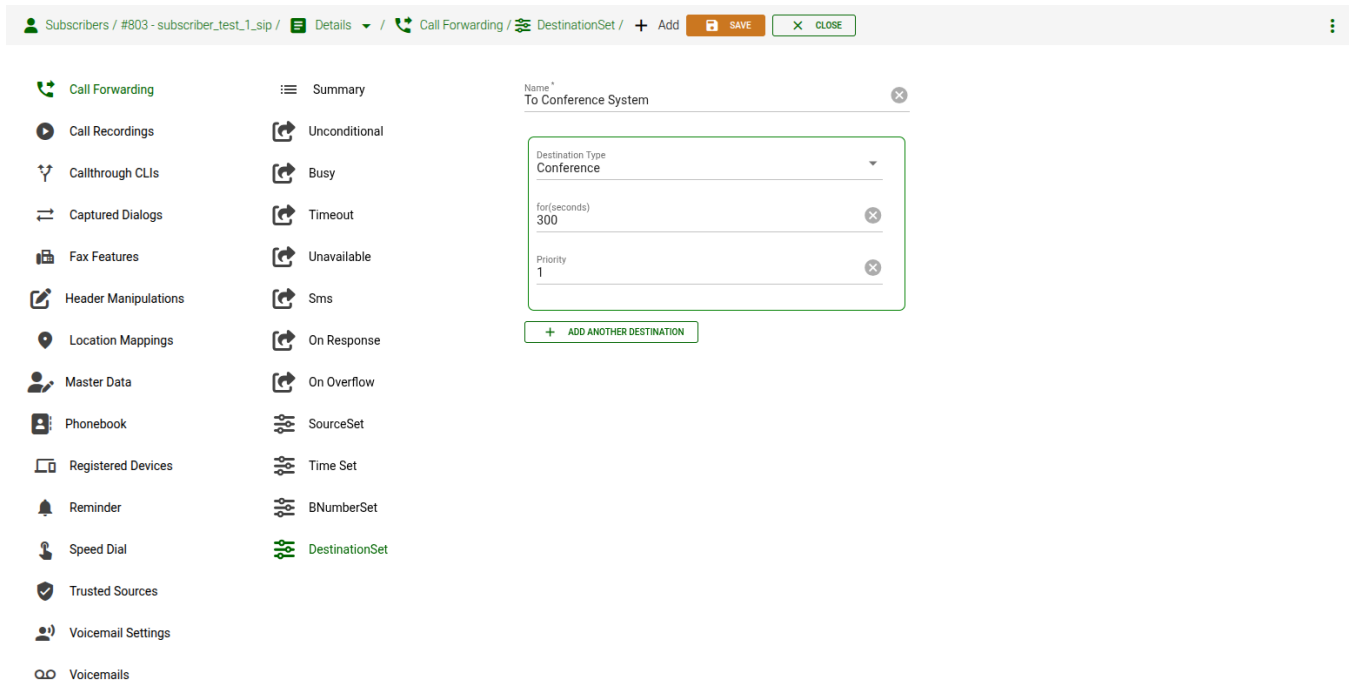 Subscribers / #803 - subscriber_test_1_sip / Details / Call Forwarding / DestinationSet / Add SAVE CLOSE
Call Forwarding
Call Recordings
Callthrough CLIs
Captured Dialogs
Fax Features
Header Manipulations
Location Mappings
Master Data
Phonebook
Registered Devices
Reminder
Speed Dial
Trusted Sources
Voicemail Settings
Voicemails
Summary
Unconditional
Busy
Timeout
Unavailable
Sms
On Response
On Overflow
SourceSet
Time Set
BNumberSet
DestinationSet
Name *
To Conference System
Destination Type
Conference
for(seconds)
300
Priority
1
ADD ANOTHER DESTINATION